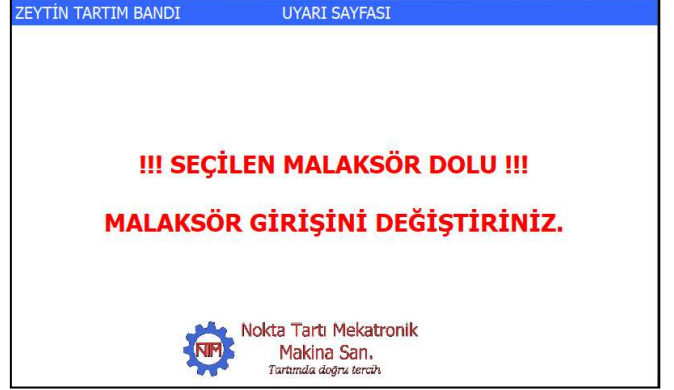 ZEYTİN TARTIM BANDI UYARI SAYFASI
!!! SEÇİLEN MALAKSÖR DOLU !!!
MALAKSÖR GİRİŞİNİ DEĞİŞTİRİNİZ.
NTM
Nokta Tartı Mekatronik
Makina San.
Tartımda doğru tercih